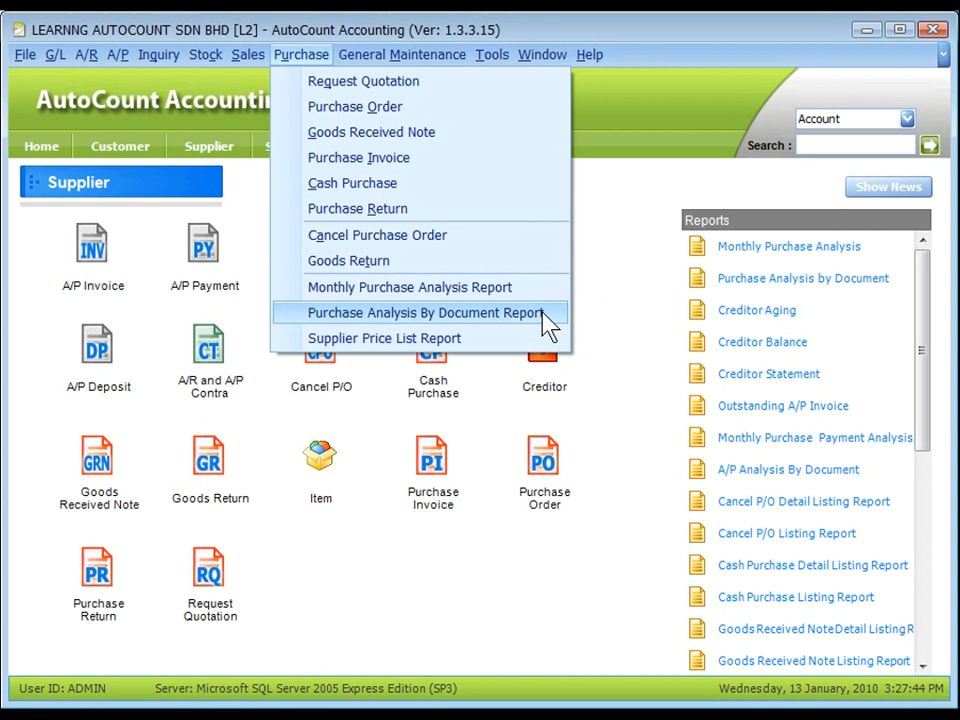 LEARNNG AUTOCOUNT SDN BHD [L2] - AutoCount Accounting (Ver: 1.3.3.15)
File G/L A/R A/P Inquiry Stock Sales Purchase General Maintenance Tools Window Help
AutoCount Accountin
Account
Search :
Home Customer Supplier S
Request Quotation
Purchase Order
Goods Received Note
Purchase Invoice
Cash Purchase
Purchase Return
Cancel Purchase Order
Goods Return
Monthly Purchase Analysis Report
Purchase Analysis By Document Report
Supplier Price List Report
Supplier
Show News
INV
A/P Invoice
PY
A/P Payment
DP
A/P Deposit
CT
A/R and A/P
Contra
Cancel P/O
Cash
Purchase
Creditor
GRN
Goods
Received Note
GR
Goods Return
Item
PI
Purchase
Invoice
PO
Purchase
Order
PR
Purchase
Return
RQ
Request
Quotation
Reports
Monthly Purchase Analysis
Purchase Analysis by Document
Creditor Aging
Creditor Balance
Creditor Statement
Outstanding A/P Invoice
Monthly Purchase Payment Analysis
A/P Analysis By Document
Cancel P/O Detail Listing Report
Cancel P/O Listing Report
Cash Purchase Detail Listing Report
Cash Purchase Listing Report
Goods Received Note Detail Listing R
Goods Received Note Listing Report
User ID: ADMIN Server: Microsoft SQL Server 2005 Express Edition (SP3) Wednesday, 13 January, 2010 3:27:44 PM